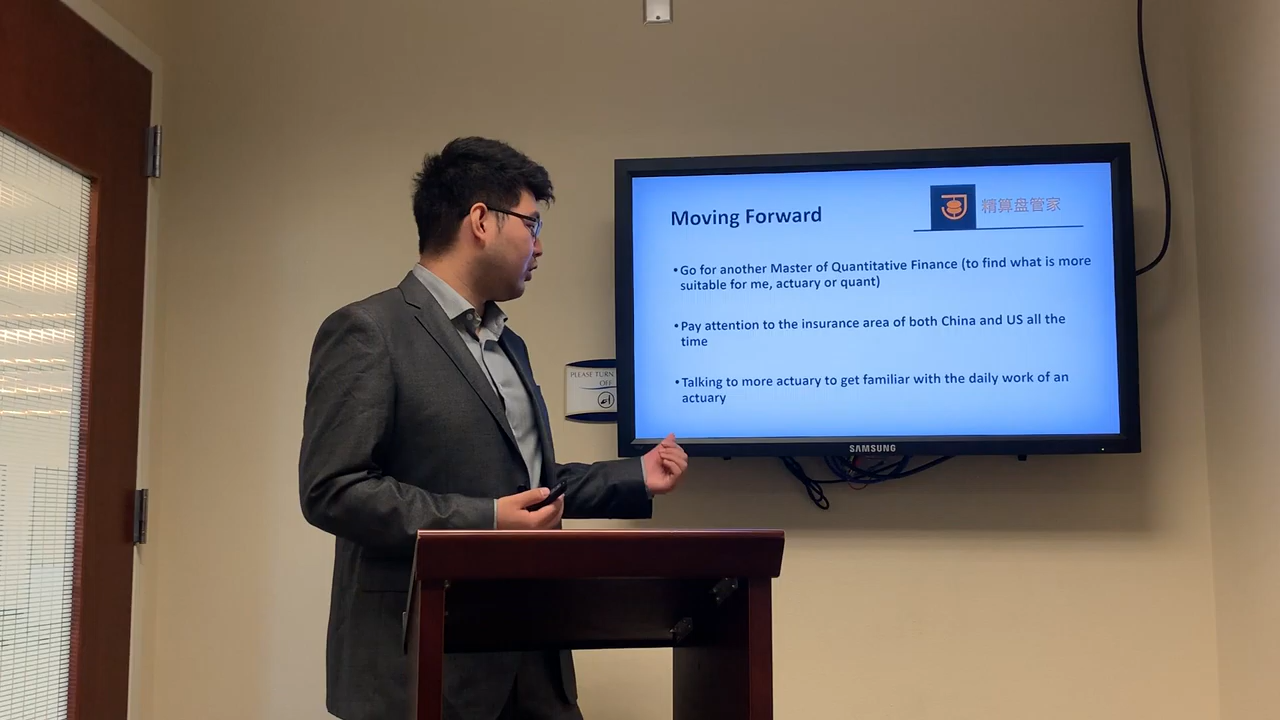 Moving Forward
精算盘管家
•Go for another Master of Quantitative Finance (to find what is more
suitable for me, actuary or quant)
•Pay attention to the insurance area of both China and US all the
time
•Talking to more actuary to get familiar with the daily work of an
actuary
SAMSUNG
PLEASE TURN
OFF